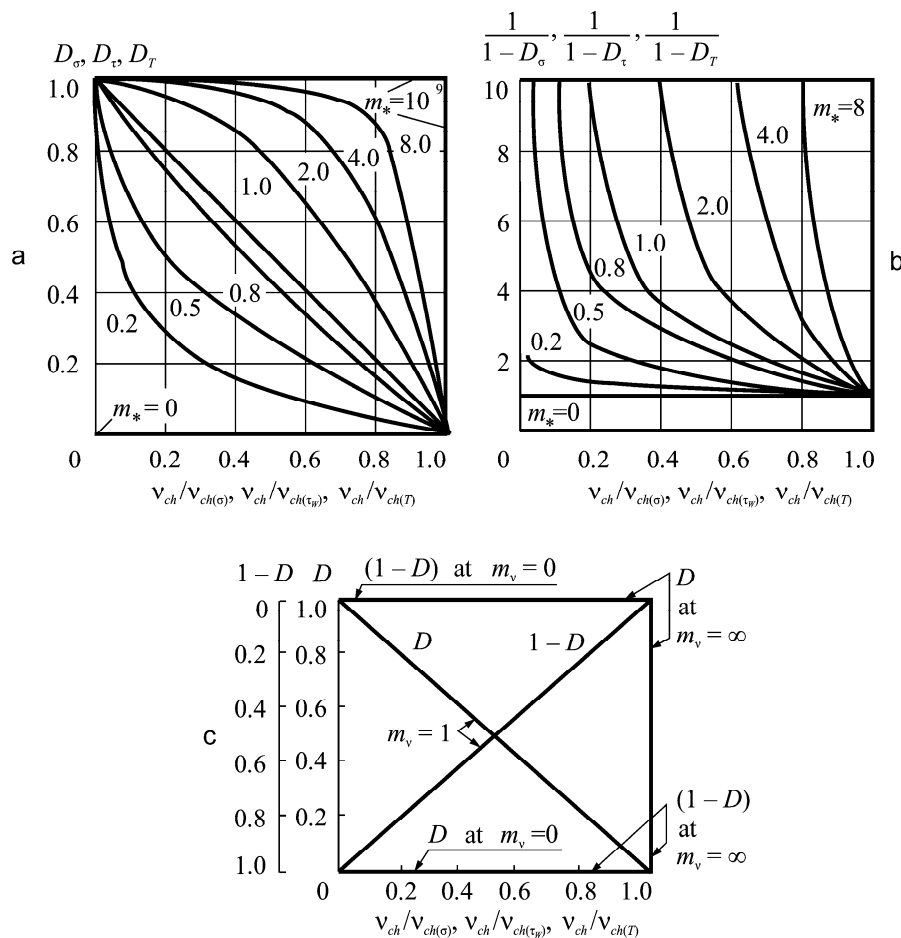 D_σ, D_τ, D_T
1.0
0.8
0.6
0.4
0.2
0
0.2
0.4
0.6
0.8
1.0
m_* = 10^9
8.0
4.0
2.0
1.0
0.8
0.5
0.2
m_* = 0
a
ν_ch/ν_ch(σ), ν_ch/ν_ch(τ_W), ν_ch/ν_ch(T)
1/(1 – D_σ), 1/(1 – D_τ), 1/(1 – D_T)
10
8
6
4
2
0
0.2
0.4
0.6
0.8
1.0
m_*=8
4.0
2.0
1.0
0.8
0.5
0.2
m_*=0
b
ν_ch/ν_ch(σ), ν_ch/ν_ch(τ_W), ν_ch/ν_ch(T)
1 – D D
(1 – D) at m_ν = 0
D
at
m_ν = ∞
0 1.0
0.2 0.8
0.4 0.6
0.6 0.4
0.8 0.2
1.0
D
1 – D
m_ν = 1
c
D at m_ν = 0
(1 – D)
at
m_ν = ∞
0 0.2 0.4 0.6 0.8 1.0
ν_ch/ν_ch(σ), ν_ch/ν_ch(τ_W), ν_ch/ν_ch(T)